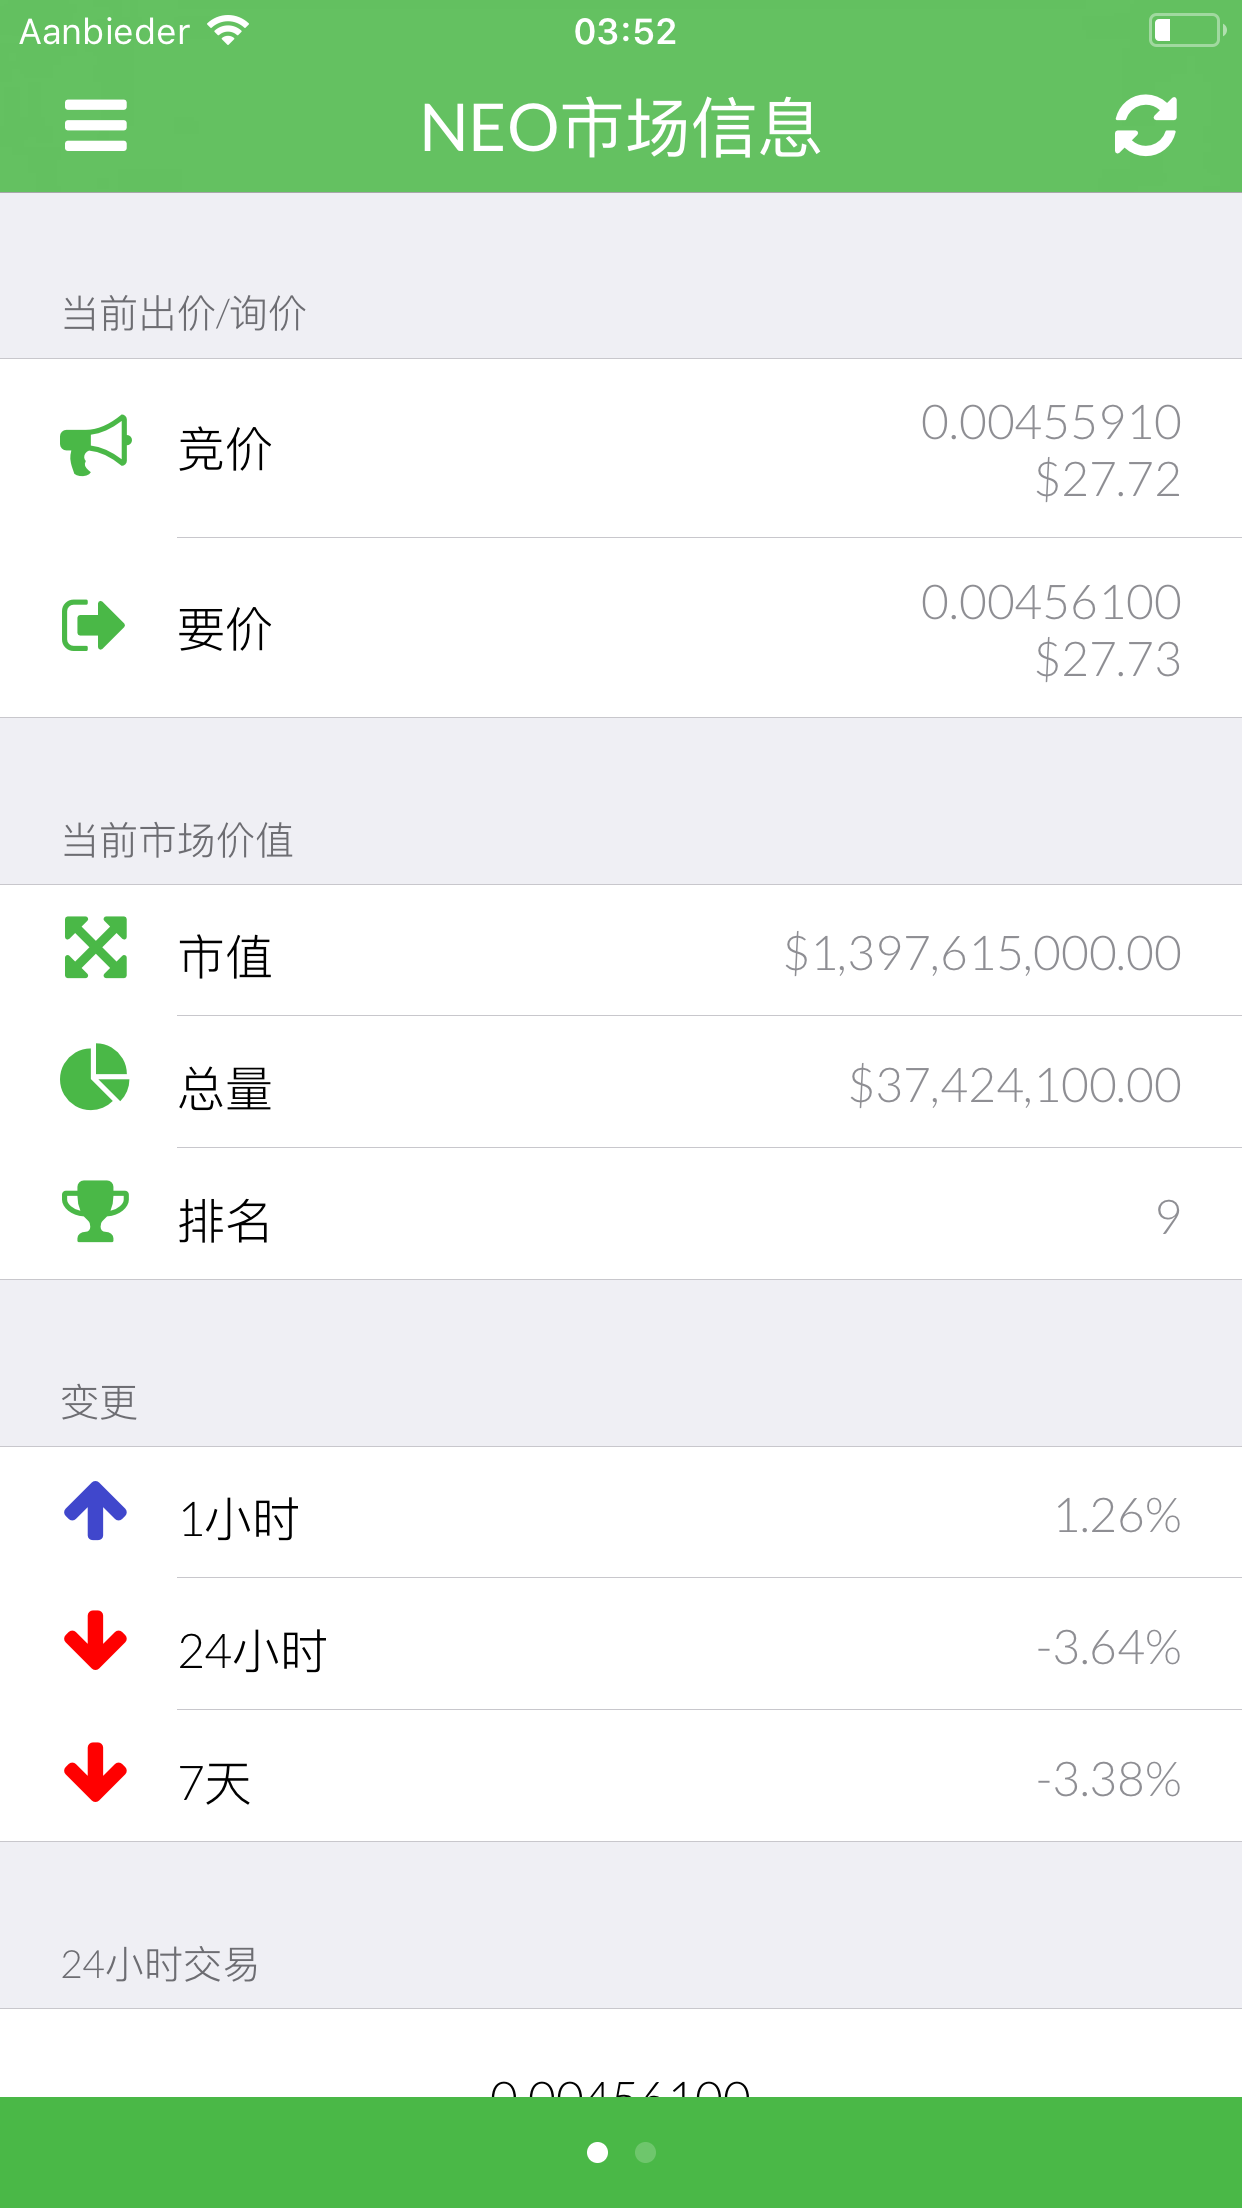 Aanbieder
03:52
NEO市场信息
当前出价/询价
竞价
0.00455910
$27.72
要价
0.00456100
$27.73
当前市场价值
市值
$1,397,615,000.00
总量
$37,424,100.00
排名
9
变更
1小时
1.26%
24小时
-3.64%
7天
-3.38%
24小时交易
0.00456100